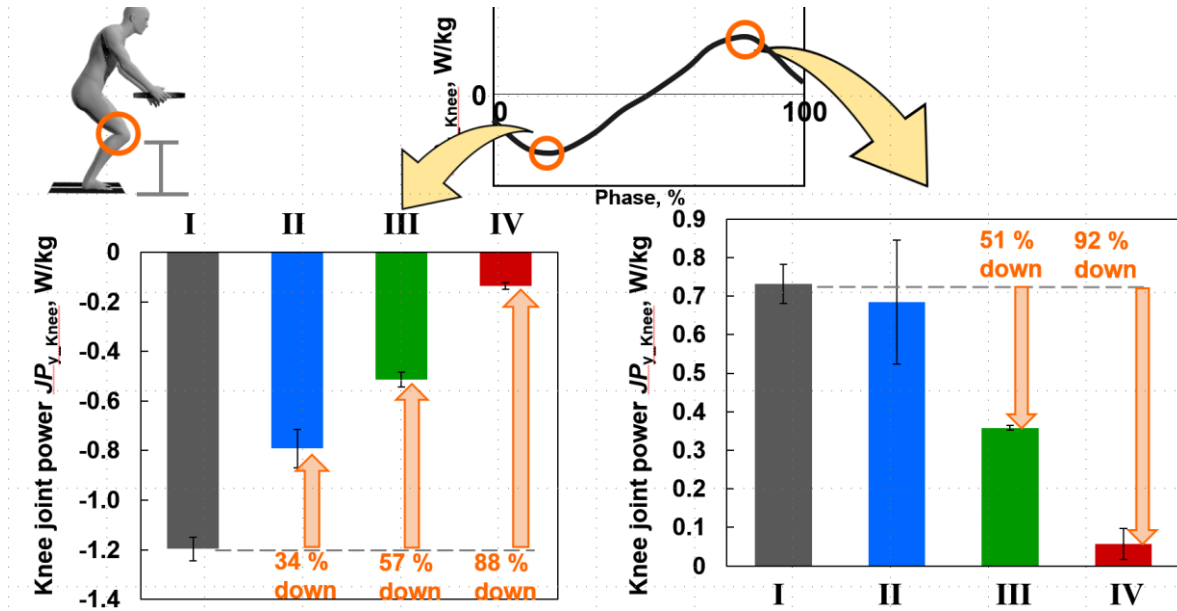 _Knee, W/kg
0
0
100
Phase, %
I II III IV
Knee joint power JPy_Knee, W/kg
0
-0.2
-0.4
-0.6
-0.8
-1.0
-1.2
-1.4
34 %
down
57 %
down
88 %
down
Knee joint power JPy_Knee, W/kg
0.9
0.8
0.7
0.6
0.5
0.4
0.3
0.2
0.1
0
51 %
down
92 %
down
I II III IV